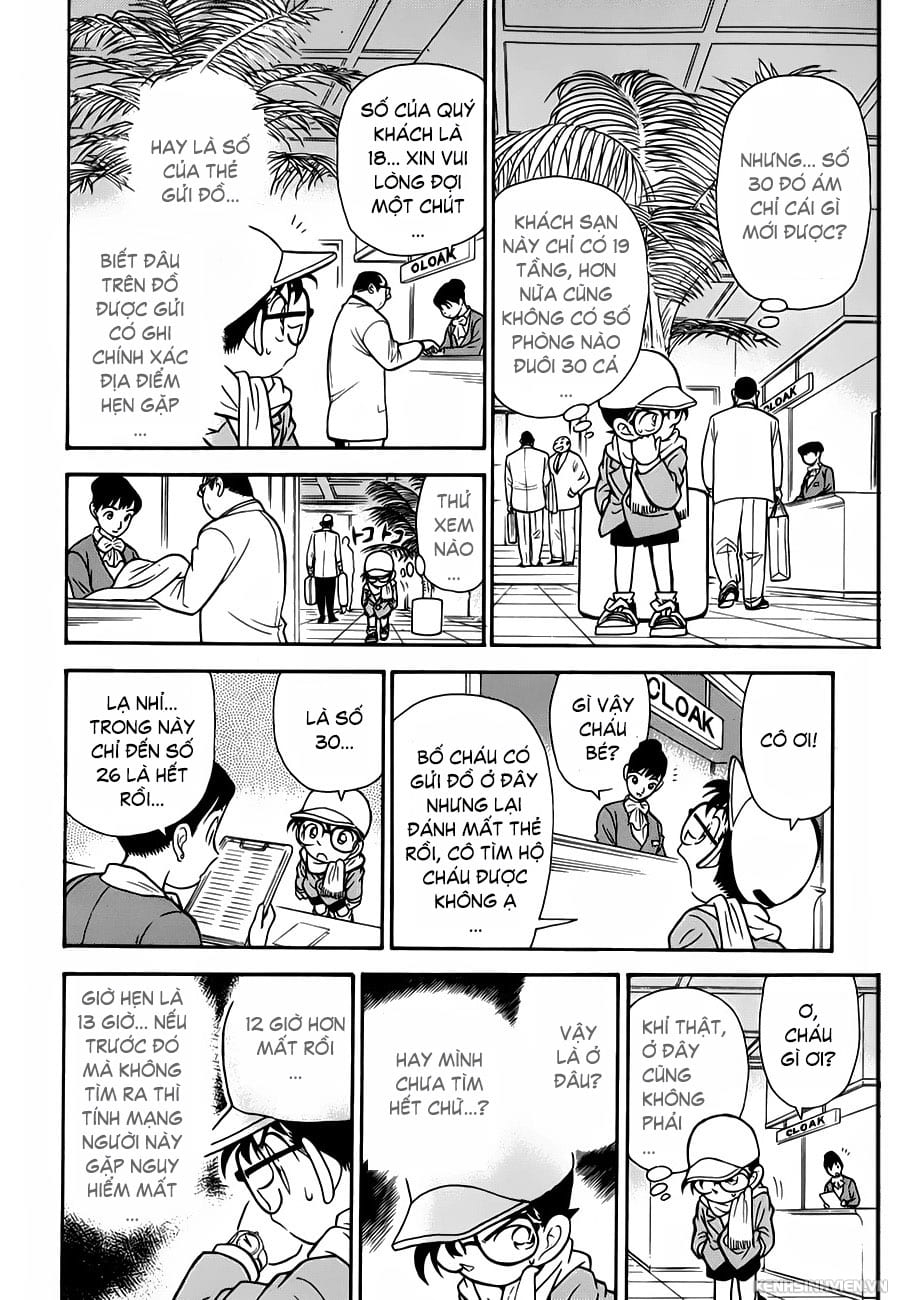 NHƯNG... SỐ
30 ĐÓ ÁM
CHỈ CÁI GÌ
MỚI ĐƯỢC?
KHÁCH SẠN
NÀY CHỈ CÓ 19
TẦNG, HƠN
NỮA CŨNG
KHÔNG CÓ SỐ
PHÒNG NÀO
ĐUÔI 30 CẢ
...
CLOAK
SỐ CỦA QUÝ
KHÁCH LÀ
18... XIN VUI
LÒNG ĐỢI
MỘT CHÚT
...
CLOAK
HAY LÀ SỐ
CỦA THẺ
GỬI ĐỒ...
BIẾT ĐÂU
TRÊN ĐỒ
ĐƯỢC GỬI
CÓ GHI
CHÍNH XÁC
ĐỊA ĐIỂM
HẸN GẶP
...
THỬ
XEM
NÀO
...
トコトコ
CÔ ƠI!
CLOAK
GÌ VẬY
CHÁU
BÉ?
BỐ CHÁU CÓ
GỬI ĐỒ Ở ĐÂY
NHƯNG LẠI
ĐÁNH MẤT THẺ
RỒI, CÔ TÌM HỘ
CHÁU ĐƯỢC
KHÔNG Ạ
...
LÀ SỐ
30...
LẠ NHỈ...
TRONG NÀY
CHỈ ĐẾN SỐ
26 LÀ HẾT
RỒI...
Ơ,
CHÁU
GÌ ƠI?
CLOAK
KHỈ THẬT,
Ở ĐÂY
CŨNG
KHÔNG
PHẢI
...
VẬY
LÀ Ở
ĐÂU?
HAY MÌNH
CHƯA TÌM
HẾT CHỮ...?
12 GIỜ HƠN
MẤT RỒI
...
GIỜ HẸN LÀ
13 GIỜ... NẾU
TRƯỚC ĐÓ
MÀ KHÔNG
TÌM RA THÌ
TÍNH MẠNG
NGƯỜI NÀY
GẶP NGUY
HIỂM MẤT
...
KENHSINHVIEN.VN